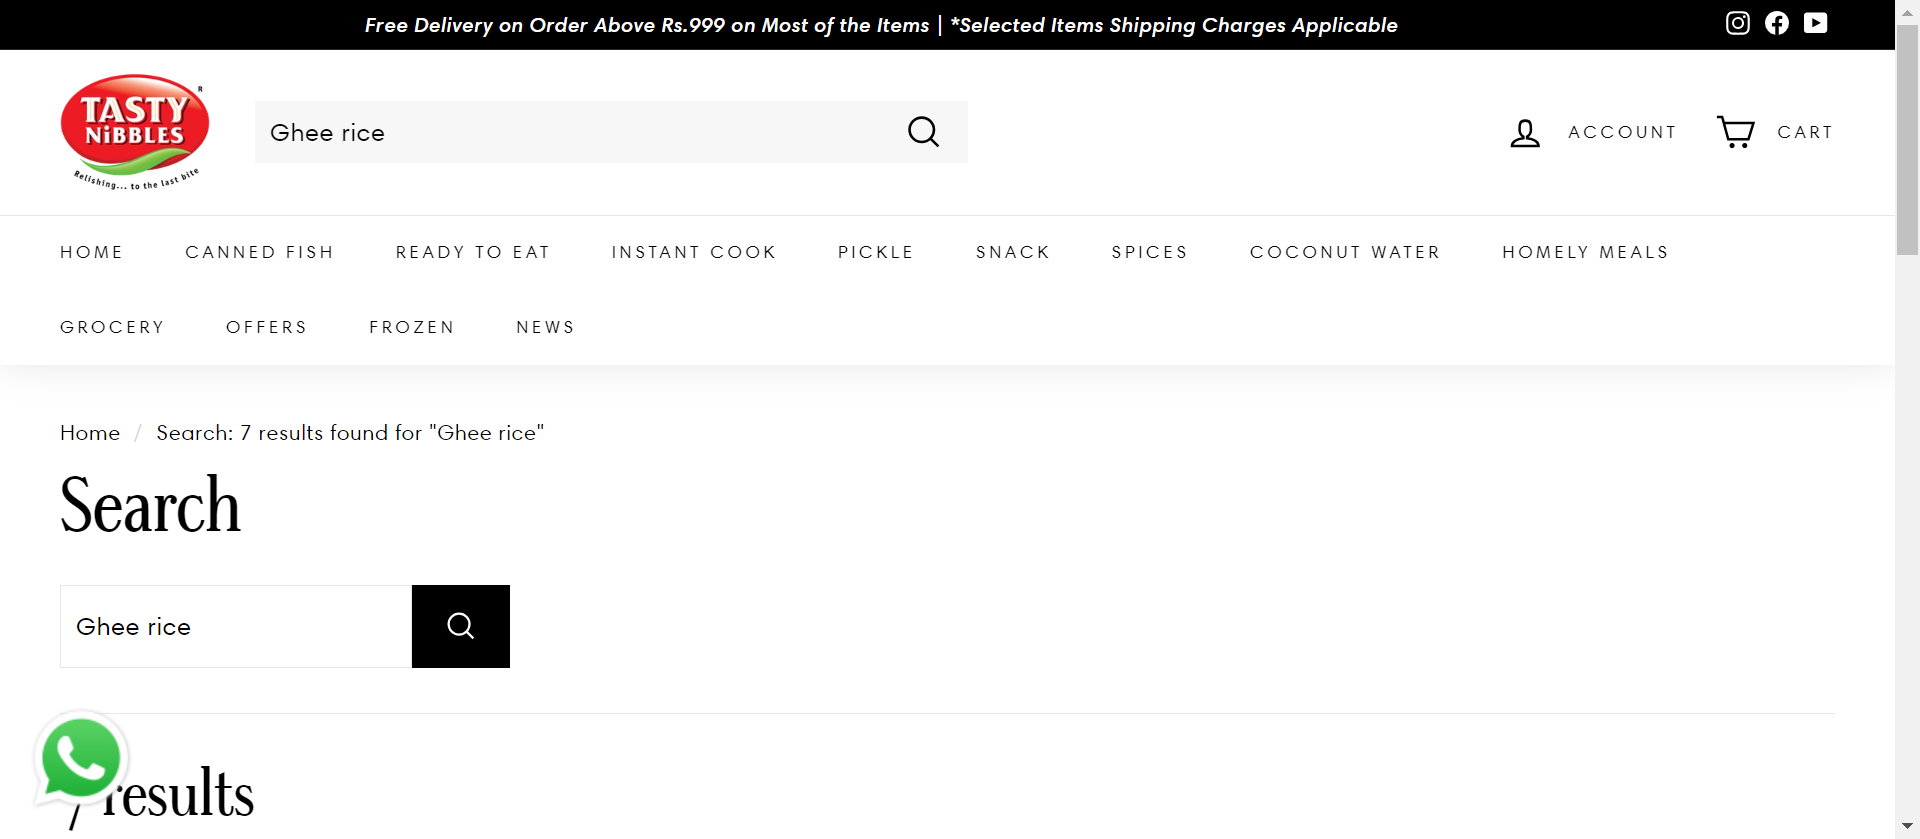 Free Delivery on Order Above Rs.999 on Most of the Items | *Selected Items Shipping Charges Applicable
TASTY
NiBBLES
R
Relishing... to the last bite
Ghee rice
ACCOUNT
CART
HOME
CANNED FISH
READY TO EAT
INSTANT COOK
PICKLE
SNACK
SPICES
COCONUT WATER
HOMELY MEALS
GROCERY
OFFERS
FROZEN
NEWS
Home / Search: 7 results found for "Ghee rice"
Search
Ghee rice
7 results